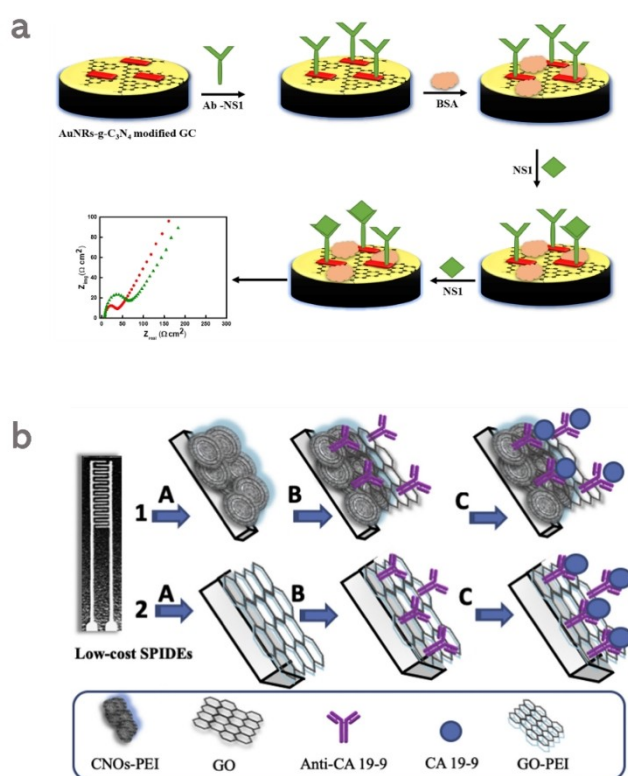 a
Ab -NS1
BSA
AuNRs-g-C₃N₄ modified GC
NS1
NS1
100
80
60
40
20
0
0 50 100 150 200 250 300
Zimg(Ω cm²)
Zreal (Ω cm²)
b
A B C
1
2 A B C
Low-cost SPIDEs
CNOs-PEI GO Anti-CA 19-9 CA 19-9 GO-PEI